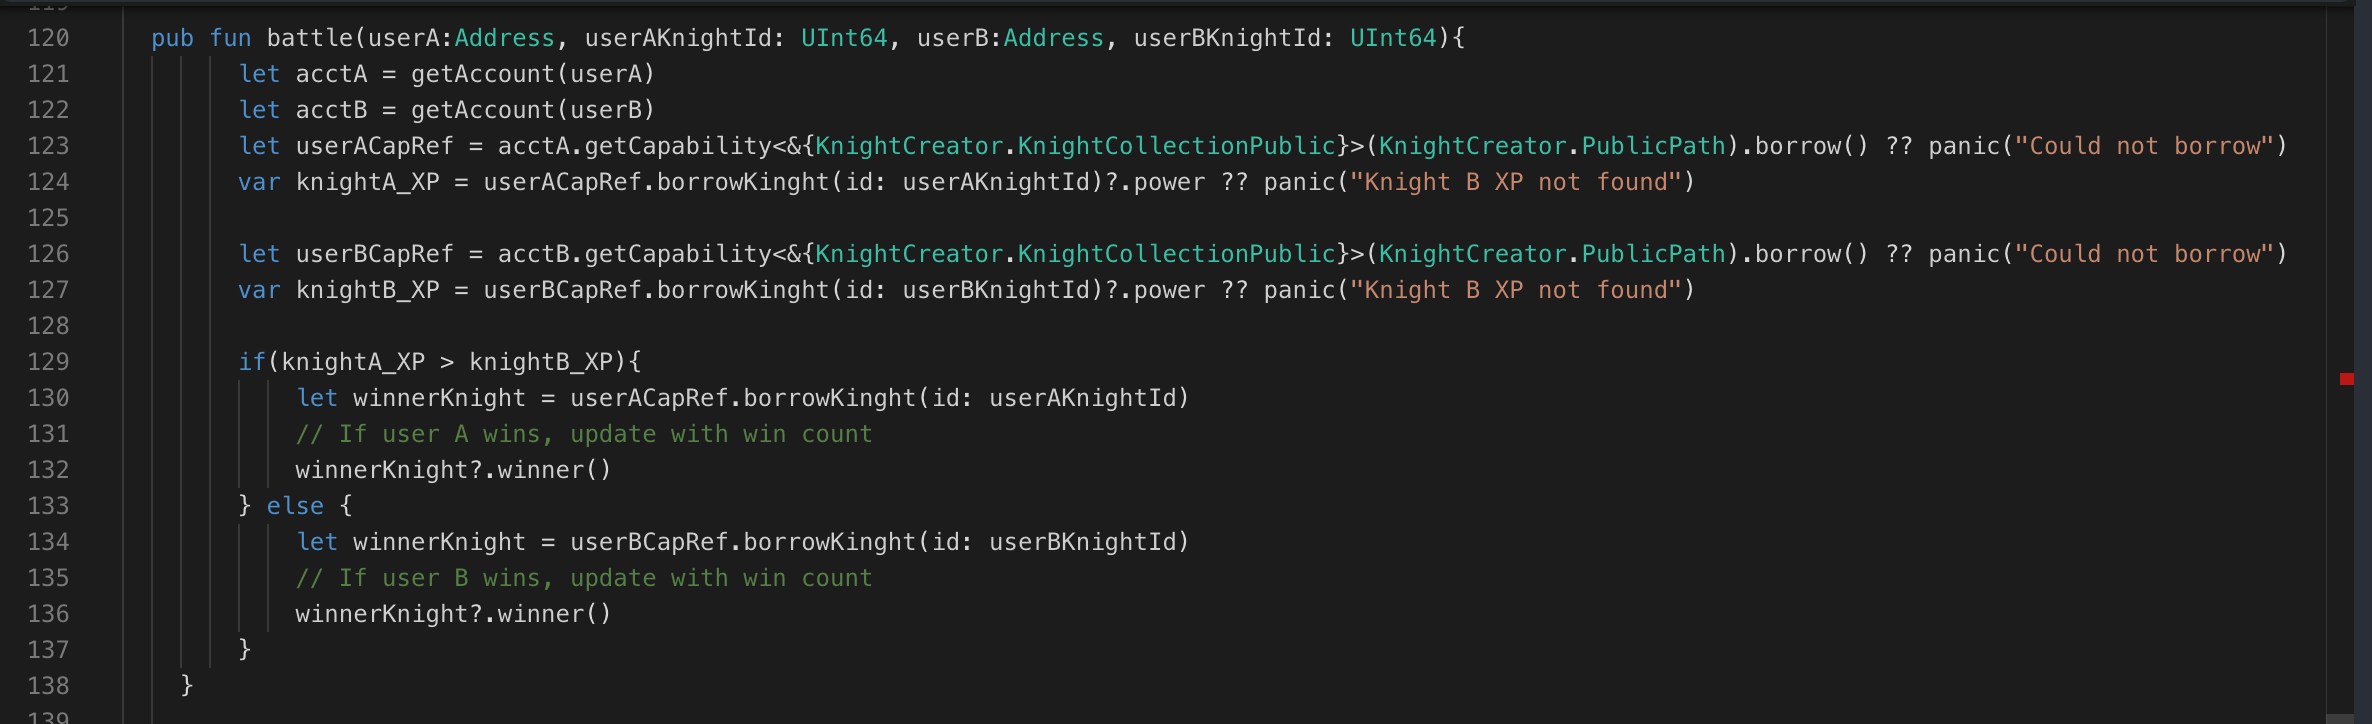 119
120 pub fun battle(userA:Address, userAKnightId: UInt64, userB:Address, userBKnightId: UInt64){
121 let acctA = getAccount(userA)
122 let acctB = getAccount(userB)
123 let userACapRef = acctA.getCapability<&{KnightCreator.KnightCollectionPublic}>(KnightCreator.PublicPath).borrow() ?? panic("Could not borrow")
124 var knightA_XP = userACapRef.borrowKinght(id: userAKnightId)?.power ?? panic("Knight B XP not found")
125
126 let userBCapRef = acctB.getCapability<&{KnightCreator.KnightCollectionPublic}>(KnightCreator.PublicPath).borrow() ?? panic("Could not borrow")
127 var knightB_XP = userBCapRef.borrowKinght(id: userBKnightId)?.power ?? panic("Knight B XP not found")
128
129 if(knightA_XP > knightB_XP){
130 let winnerKnight = userACapRef.borrowKinght(id: userAKnightId)
131 // If user A wins, update with win count
132 winnerKnight?.winner()
133 } else {
134 let winnerKnight = userBCapRef.borrowKinght(id: userBKnightId)
135 // If user B wins, update with win count
136 winnerKnight?.winner()
137 }
138 }
139